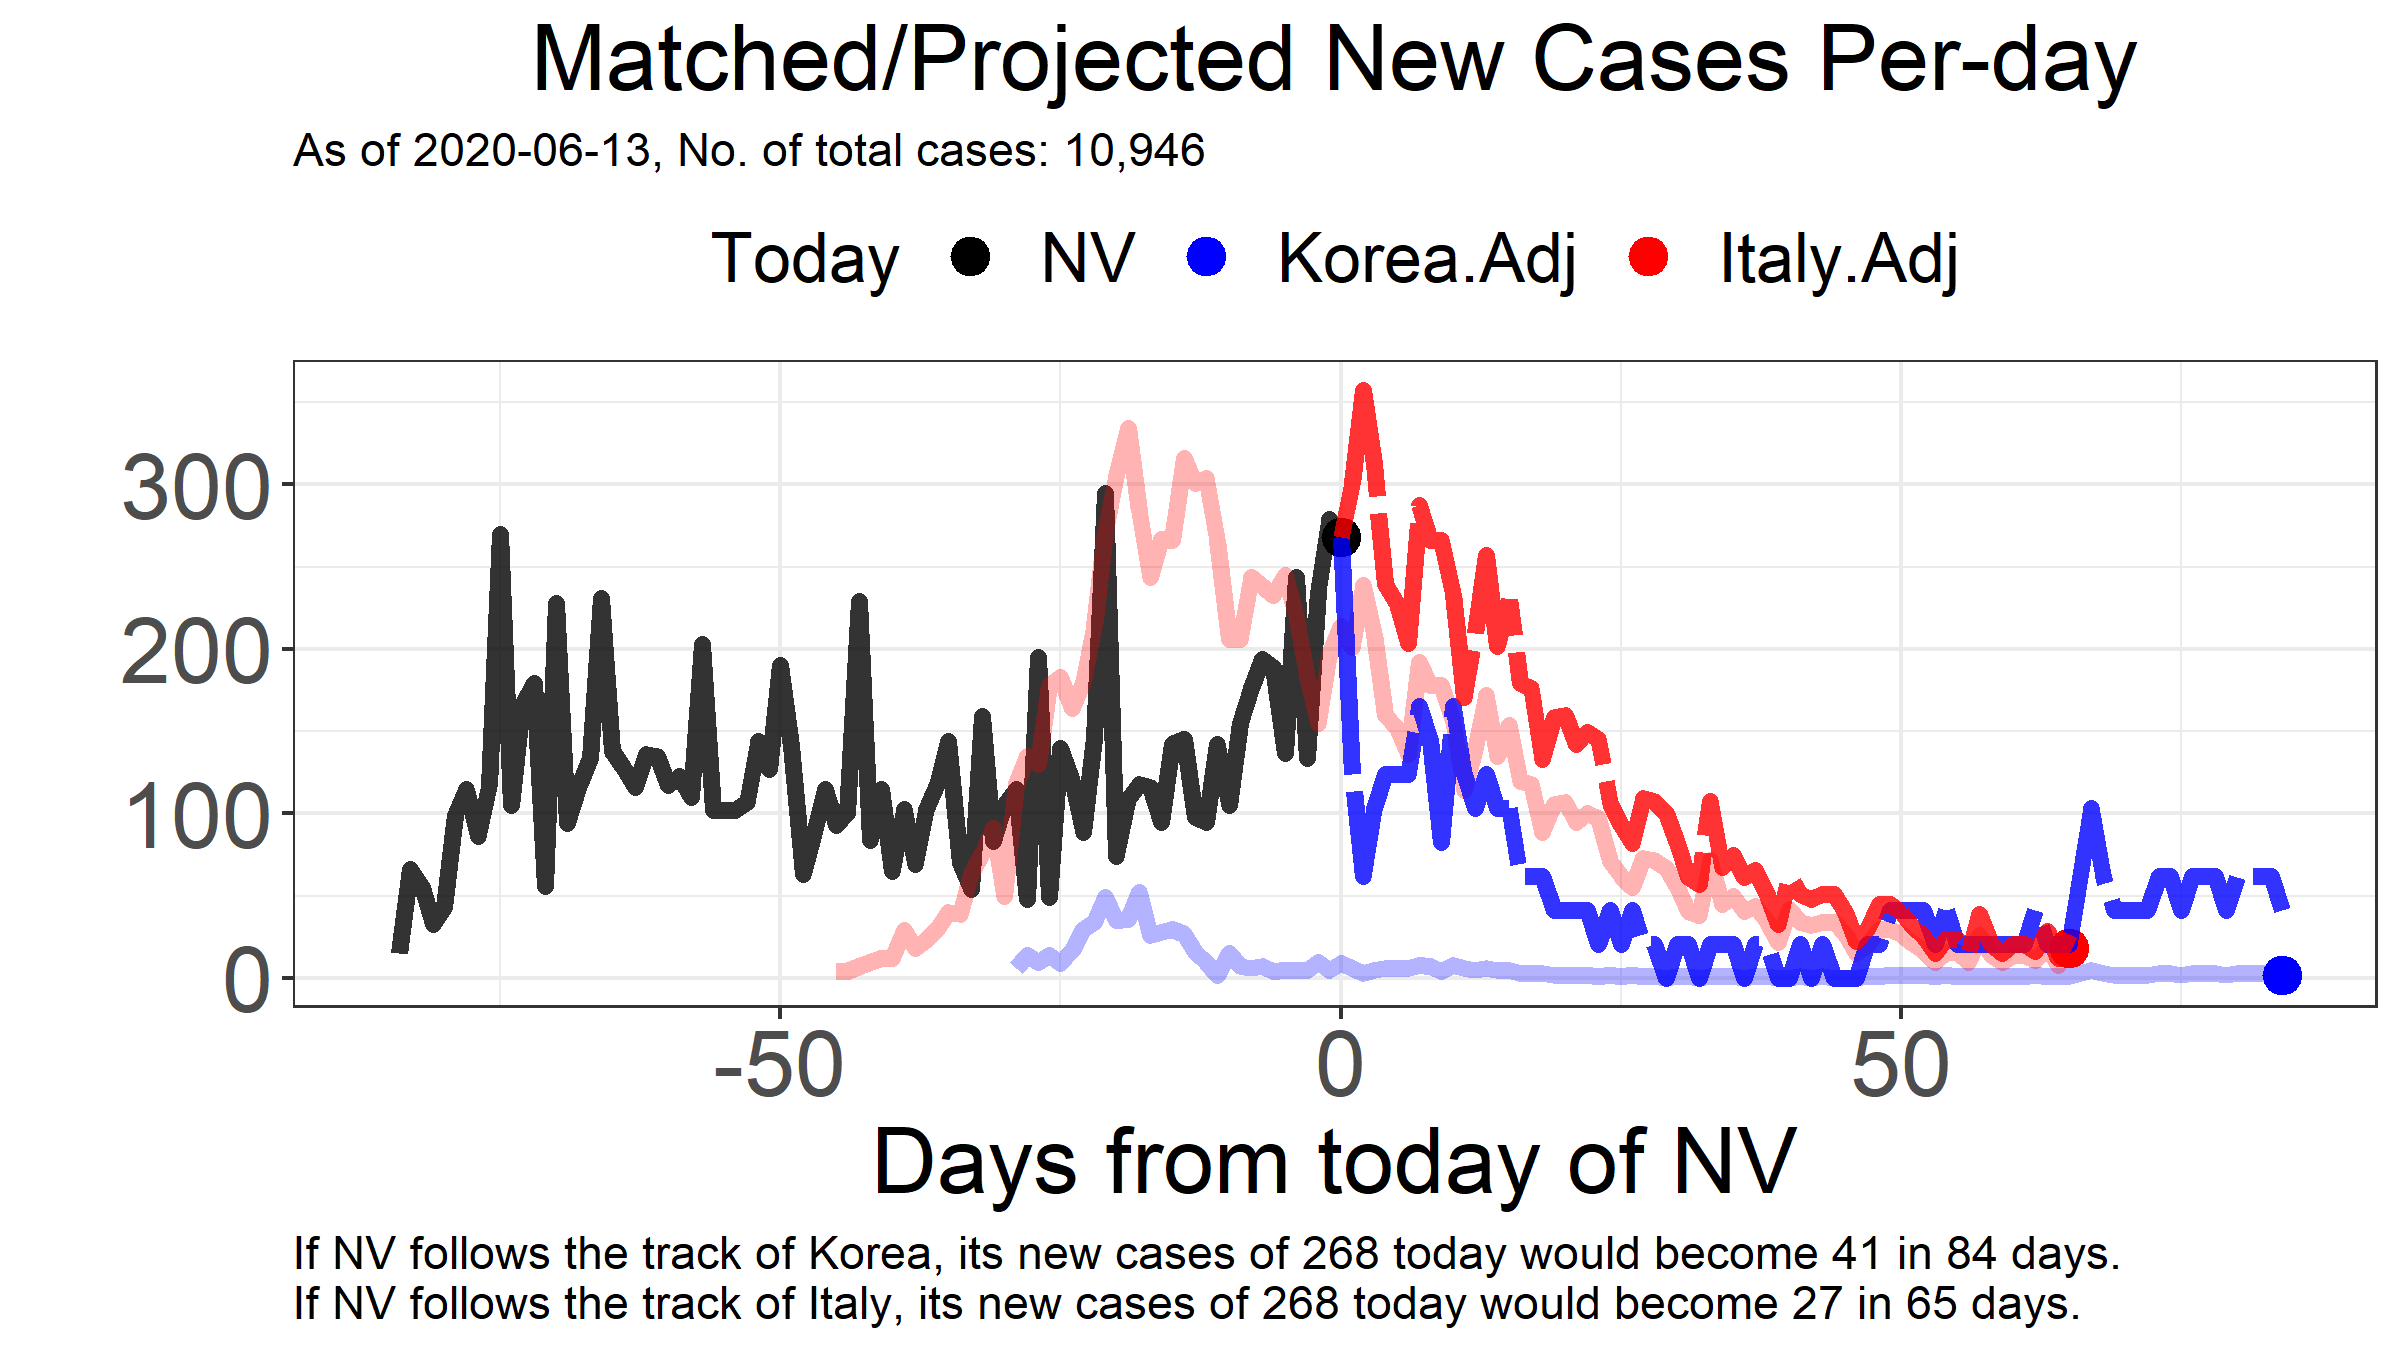 Matched/Projected New Cases Per-day
As of 2020-06-13, No. of total cases: 10,946
Today NV Korea.Adj Italy.Adj
300
200
100
0
-50 0 50
Days from today of NV
If NV follows the track of Korea, its new cases of 268 today would become 41 in 84 days.
If NV follows the track of Italy, its new cases of 268 today would become 27 in 65 days.